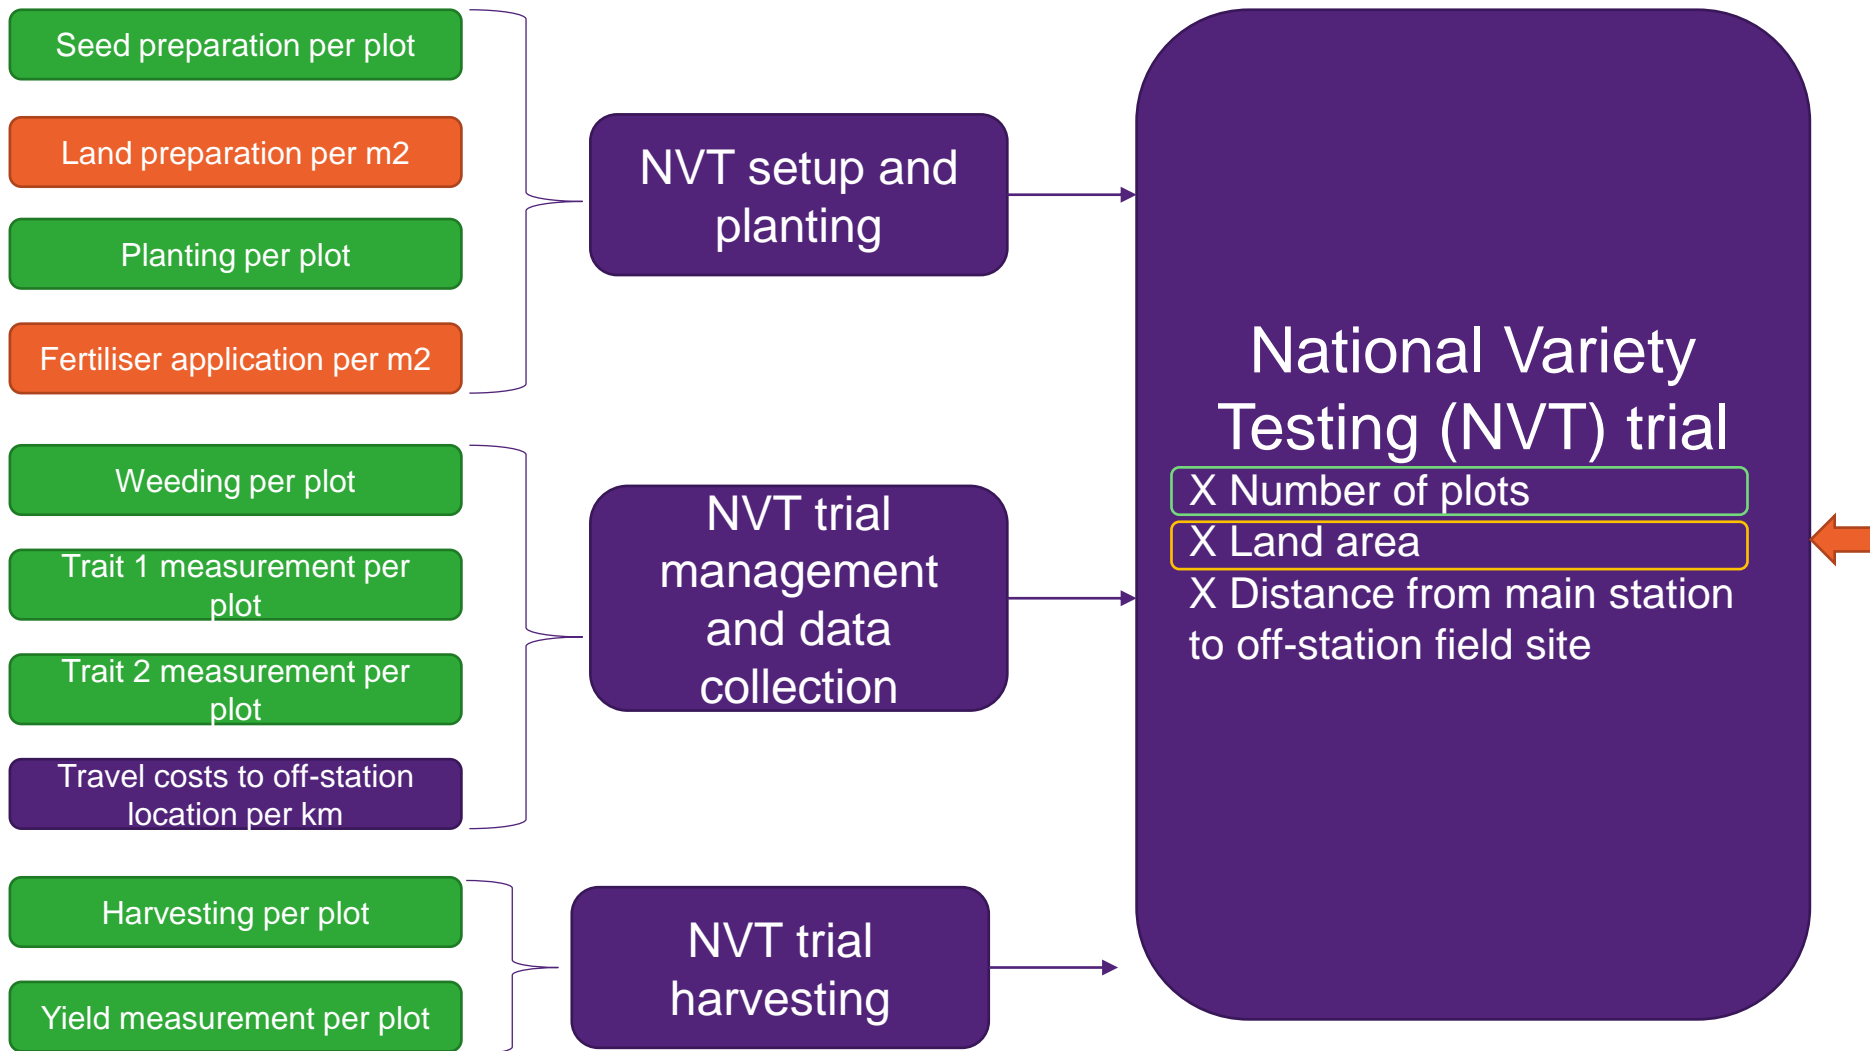 Seed preparation per plot
Land preparation per m2
Planting per plot
Fertiliser application per m2
NVT setup and
planting
Weeding per plot
Trait 1 measurement per
plot
Trait 2 measurement per
plot
Travel costs to off-station
location per km
NVT trial
management
and data
collection
Harvesting per plot
Yield measurement per plot
NVT trial
harvesting
National Variety
Testing (NVT) trial
X Number of plots
X Land area
X Distance from main station
to off-station field site